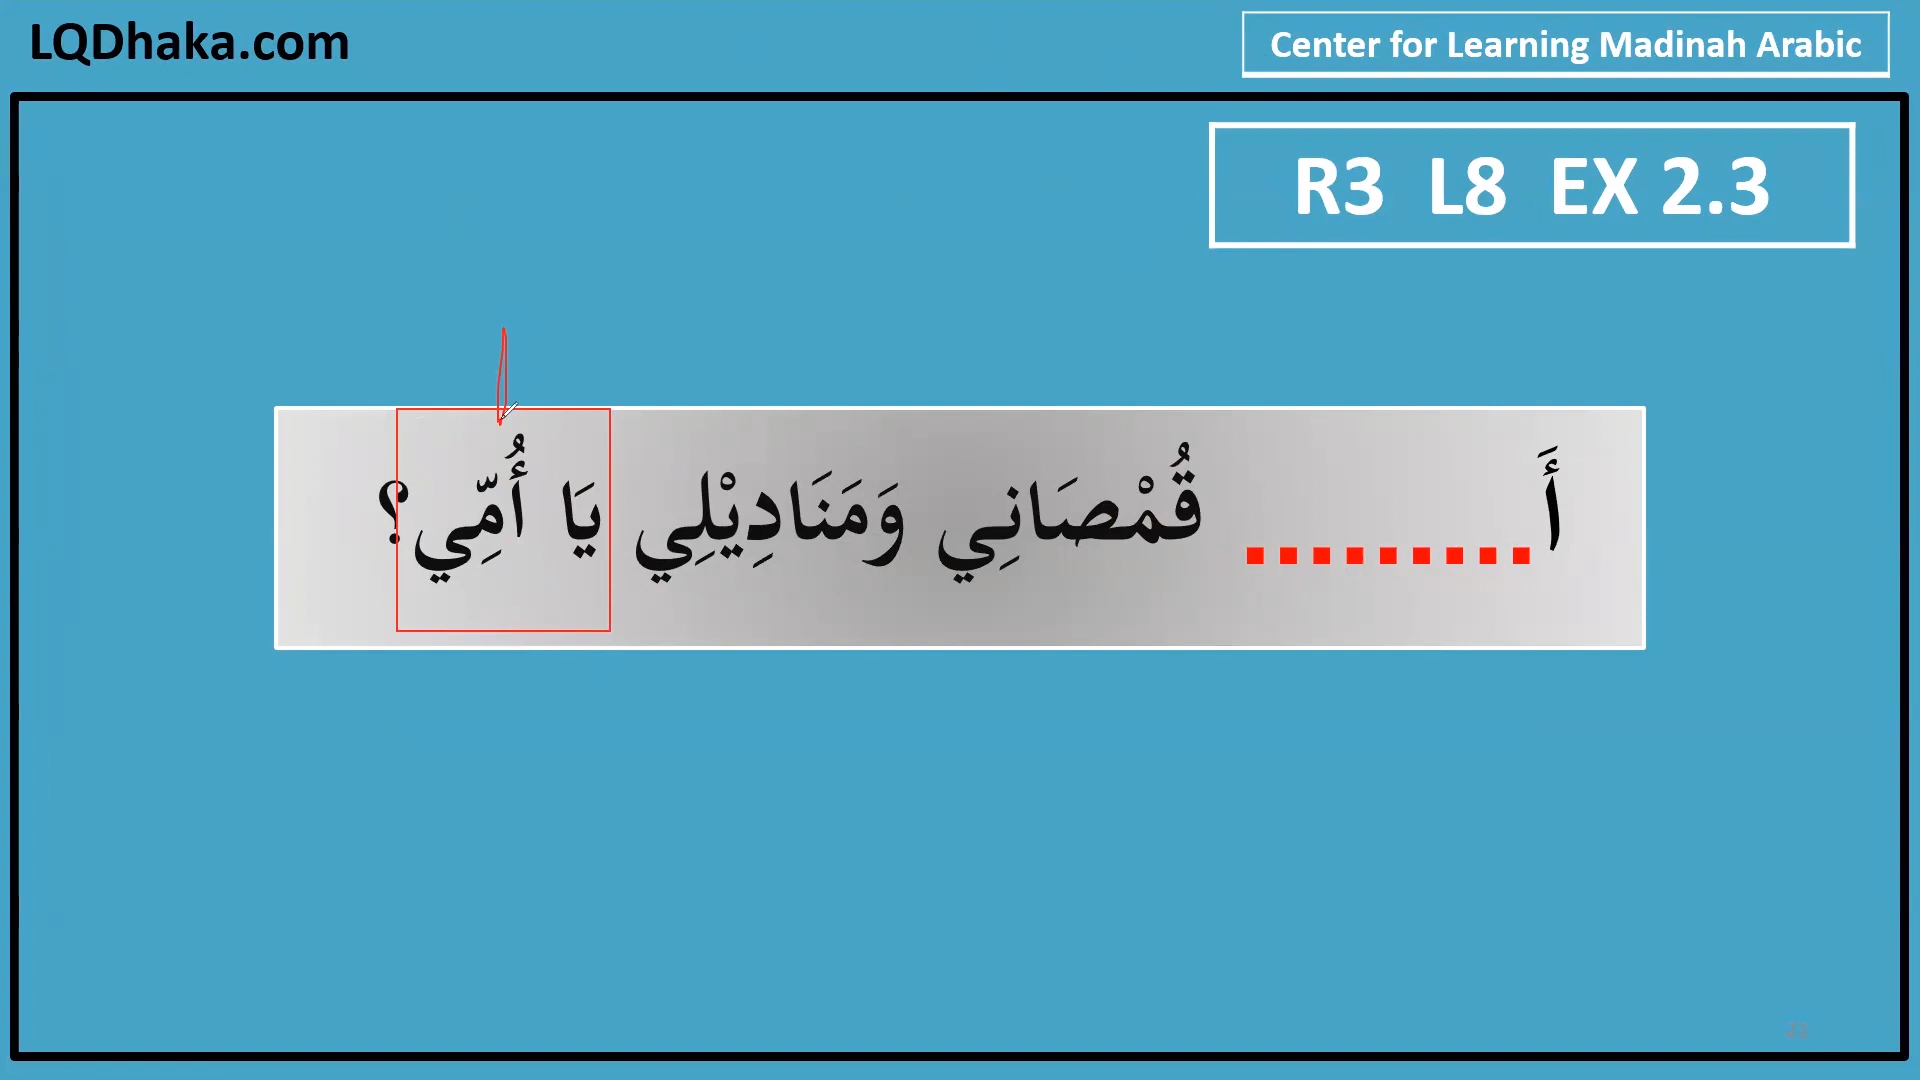 LQDhaka.com
Center for Learning Madinah Arabic
R3 L8 EX 2.3
أَ......... قُمْصَانِي وَمَنَادِيْلِي يَا أُمِّي؟